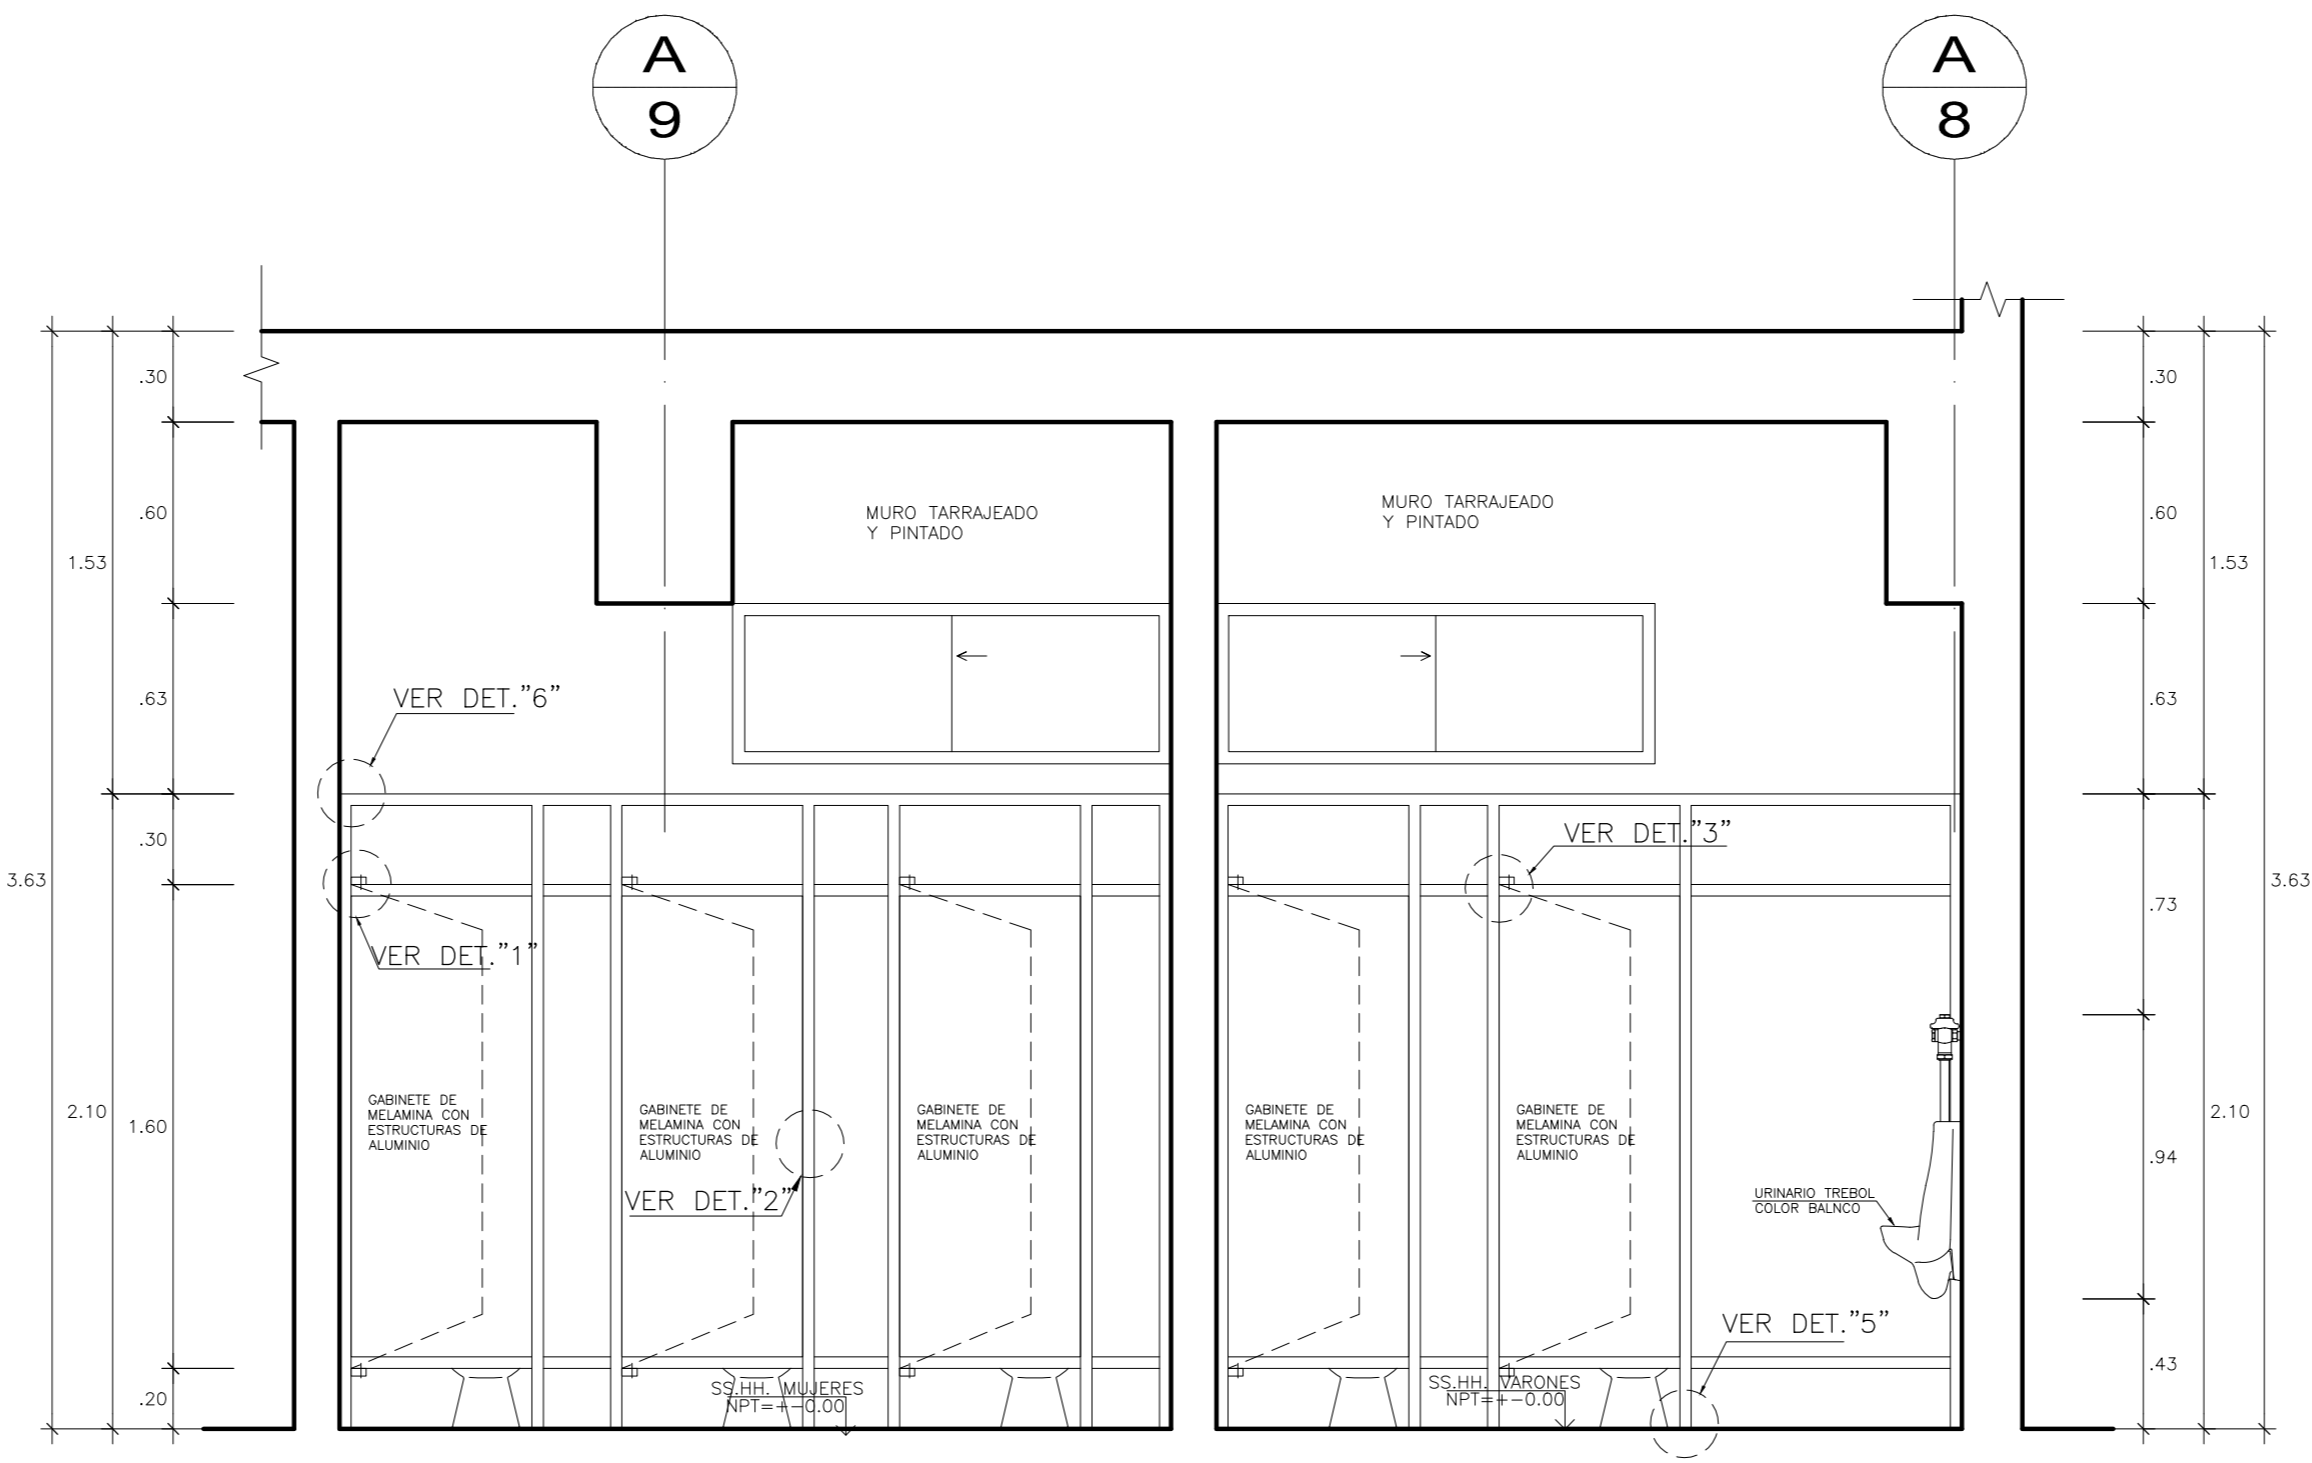 A
9
A
8
.30
.60
1.53
.63
.30
3.63
2.10
1.60
.20
MURO TARRAJEADO
Y PINTADO
MURO TARRAJEADO
Y PINTADO
VER DET."6"
VER DET."1"
VER DET."3"
GABINETE DE
MELAMINA CON
ESTRUCTURAS DE
ALUMINIO
GABINETE DE
MELAMINA CON
ESTRUCTURAS DE
ALUMINIO
GABINETE DE
MELAMINA CON
ESTRUCTURAS DE
ALUMINIO
GABINETE DE
MELAMINA CON
ESTRUCTURAS DE
ALUMINIO
GABINETE DE
MELAMINA CON
ESTRUCTURAS DE
ALUMINIO
VER DET."2"
URINARIO TREBOL
COLOR BALNCO
VER DET."5"
SS.HH. MUJERES
NPT=+-0.00
SS.HH. VARONES
NPT=+-0.00
.30
.60
1.53
.63
3.63
.73
2.10
.94
.43